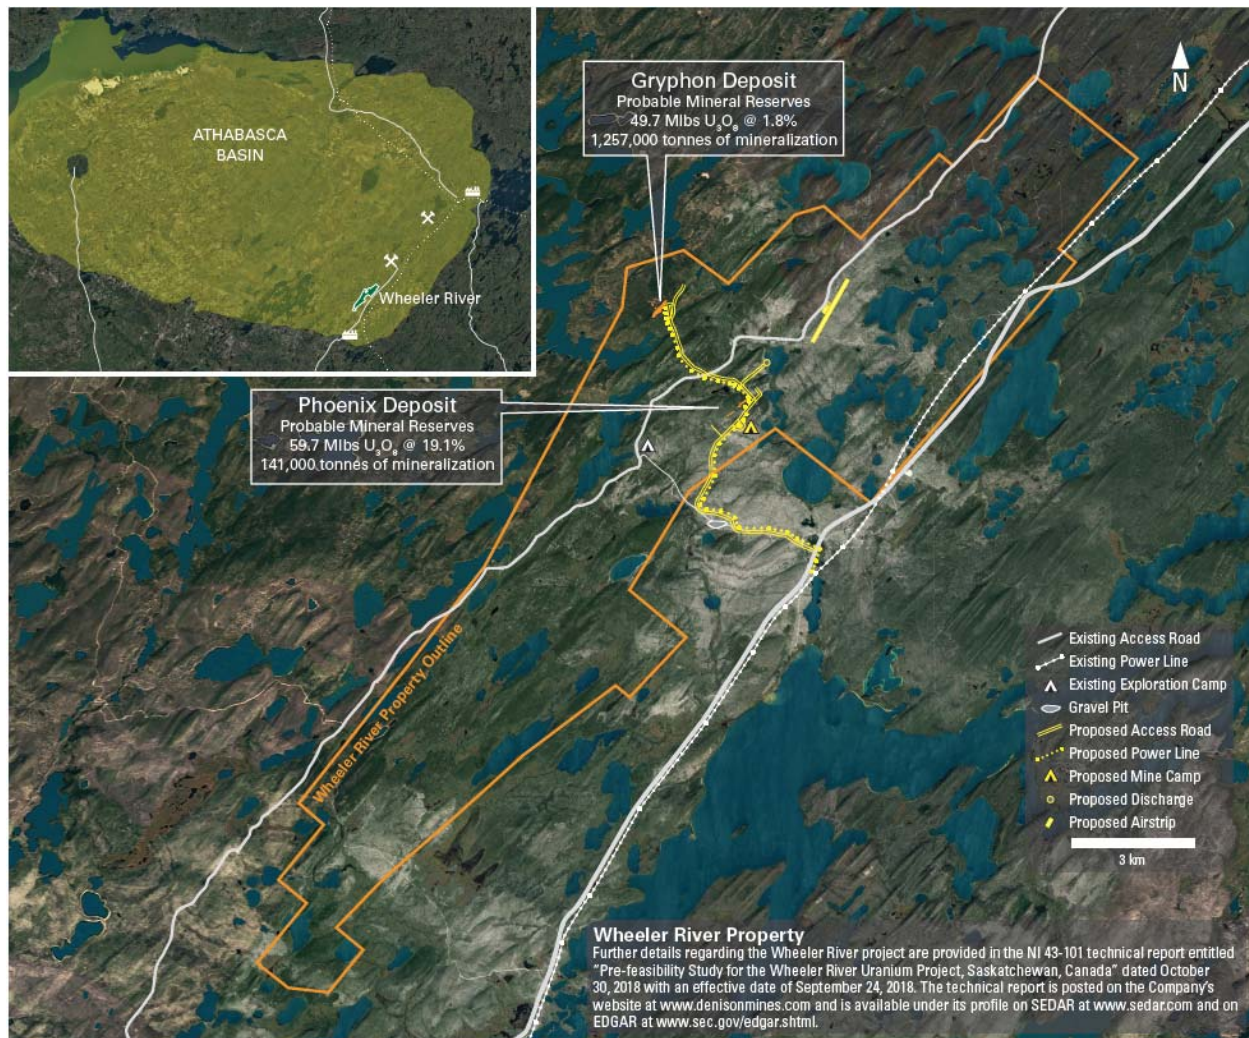 ATHABASCA
BASIN
Wheeler River
Gryphon Deposit
Probable Mineral Reserves
49.7 Mlbs U₃O₈ @ 1.8%
1,257,000 tonnes of mineralization
N
Phoenix Deposit
Probable Mineral Reserves
59.7 Mlbs U₃O₈ @ 19.1%
141,000 tonnes of mineralization
Wheeler River Property Outline
Existing Access Road
Existing Power Line
Existing Exploration Camp
Gravel Pit
Proposed Access Road
Proposed Power Line
Proposed Mine Camp
Proposed Discharge
Proposed Airstrip
3 km
Wheeler River Property
Further details regarding the Wheeler River project are provided in the NI 43-101 technical report entitled
"Pre-feasibility Study for the Wheeler River Uranium Project, Saskatchewan, Canada" dated October
30, 2018 with an effective date of September 24, 2018. The technical report is posted on the Company's
website at www.denisonmines.com and is available under its profile on SEDAR at www.sedar.com and on
EDGAR at www.sec.gov/edgar.shtml.